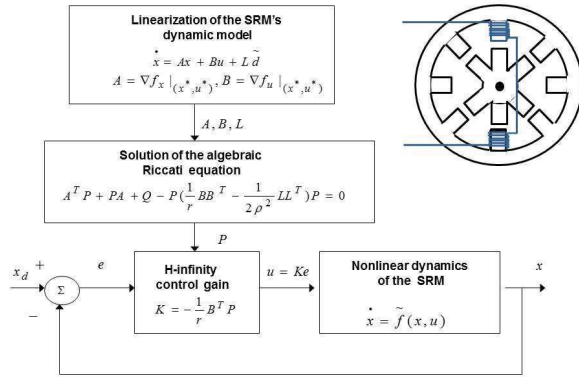 Linearization of the SRM's
dynamic model
ẋ = Ax + Bu + L d̃
A = ∇f_x |_(x*,u*) , B = ∇f_u |_(x*,u*)
A, B, L
Solution of the algebraic
Riccati equation
A^T P + PA + Q − P(1/r BB^T − 1/(2ρ^2) LL^T)P = 0
P
x_d
+
−
Σ
e
H-infinity
control gain
K = −1/r B^T P
u = Ke
Nonlinear dynamics
of the SRM
ẋ = f̃(x, u)
x